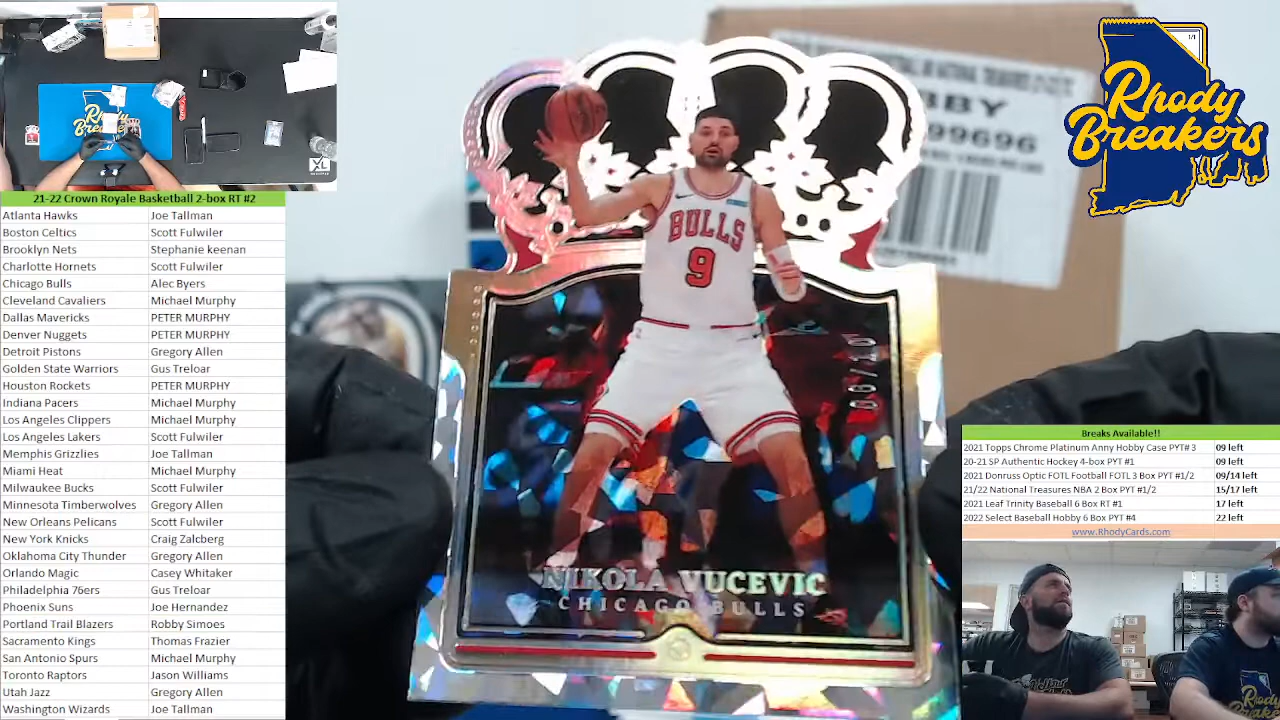 21-22 Crown Royale Basketball 2-box RT #2
Atlanta Hawks Joe Tallman
Boston Celtics Scott Fulwiler
Brooklyn Nets Stephanie keenan
Charlotte Hornets Scott Fulwiler
Chicago Bulls Alec Byers
Cleveland Cavaliers Michael Murphy
Dallas Mavericks PETER MURPHY
Denver Nuggets PETER MURPHY
Detroit Pistons Gregory Allen
Golden State Warriors Gus Treloar
Houston Rockets PETER MURPHY
Indiana Pacers Michael Murphy
Los Angeles Clippers Michael Murphy
Los Angeles Lakers Scott Fulwiler
Memphis Grizzlies Joe Tallman
Miami Heat Michael Murphy
Milwaukee Bucks Scott Fulwiler
Minnesota Timberwolves Gregory Allen
New Orleans Pelicans Scott Fulwiler
New York Knicks Craig Zalcberg
Oklahoma City Thunder Gregory Allen
Orlando Magic Casey Whitaker
Philadelphia 76ers Gus Treloar
Phoenix Suns Joe Hernandez
Portland Trail Blazers Robby Simoes
Sacramento Kings Thomas Frazier
San Antonio Spurs Michael Murphy
Toronto Raptors Jason Williams
Utah Jazz Gregory Allen
Washington Wizards Joe Tallman
BULLS
9
06/10
NIKOLA VUCEVIC
CHICAGO BULLS
99696
1/1
Rhody
Breakers
Breaks Available!!
2021 Topps Chrome Platinum Anny Hobby Case PYT# 3 09 left
20-21 SP Authentic Hockey 4-box PYT #1 09 left
2021 Donruss Optic FOTL Football FOTL 3 Box PYT #1/2 09/14 left
21/22 National Treasures NBA 2 Box PYT #1/2 15/17 left
2021 Leaf Trinity Baseball 6 Box RT #1 17 left
2022 Select Baseball Hobby 6 Box PYT #4 22 left
www.RhodyCards.com
XL